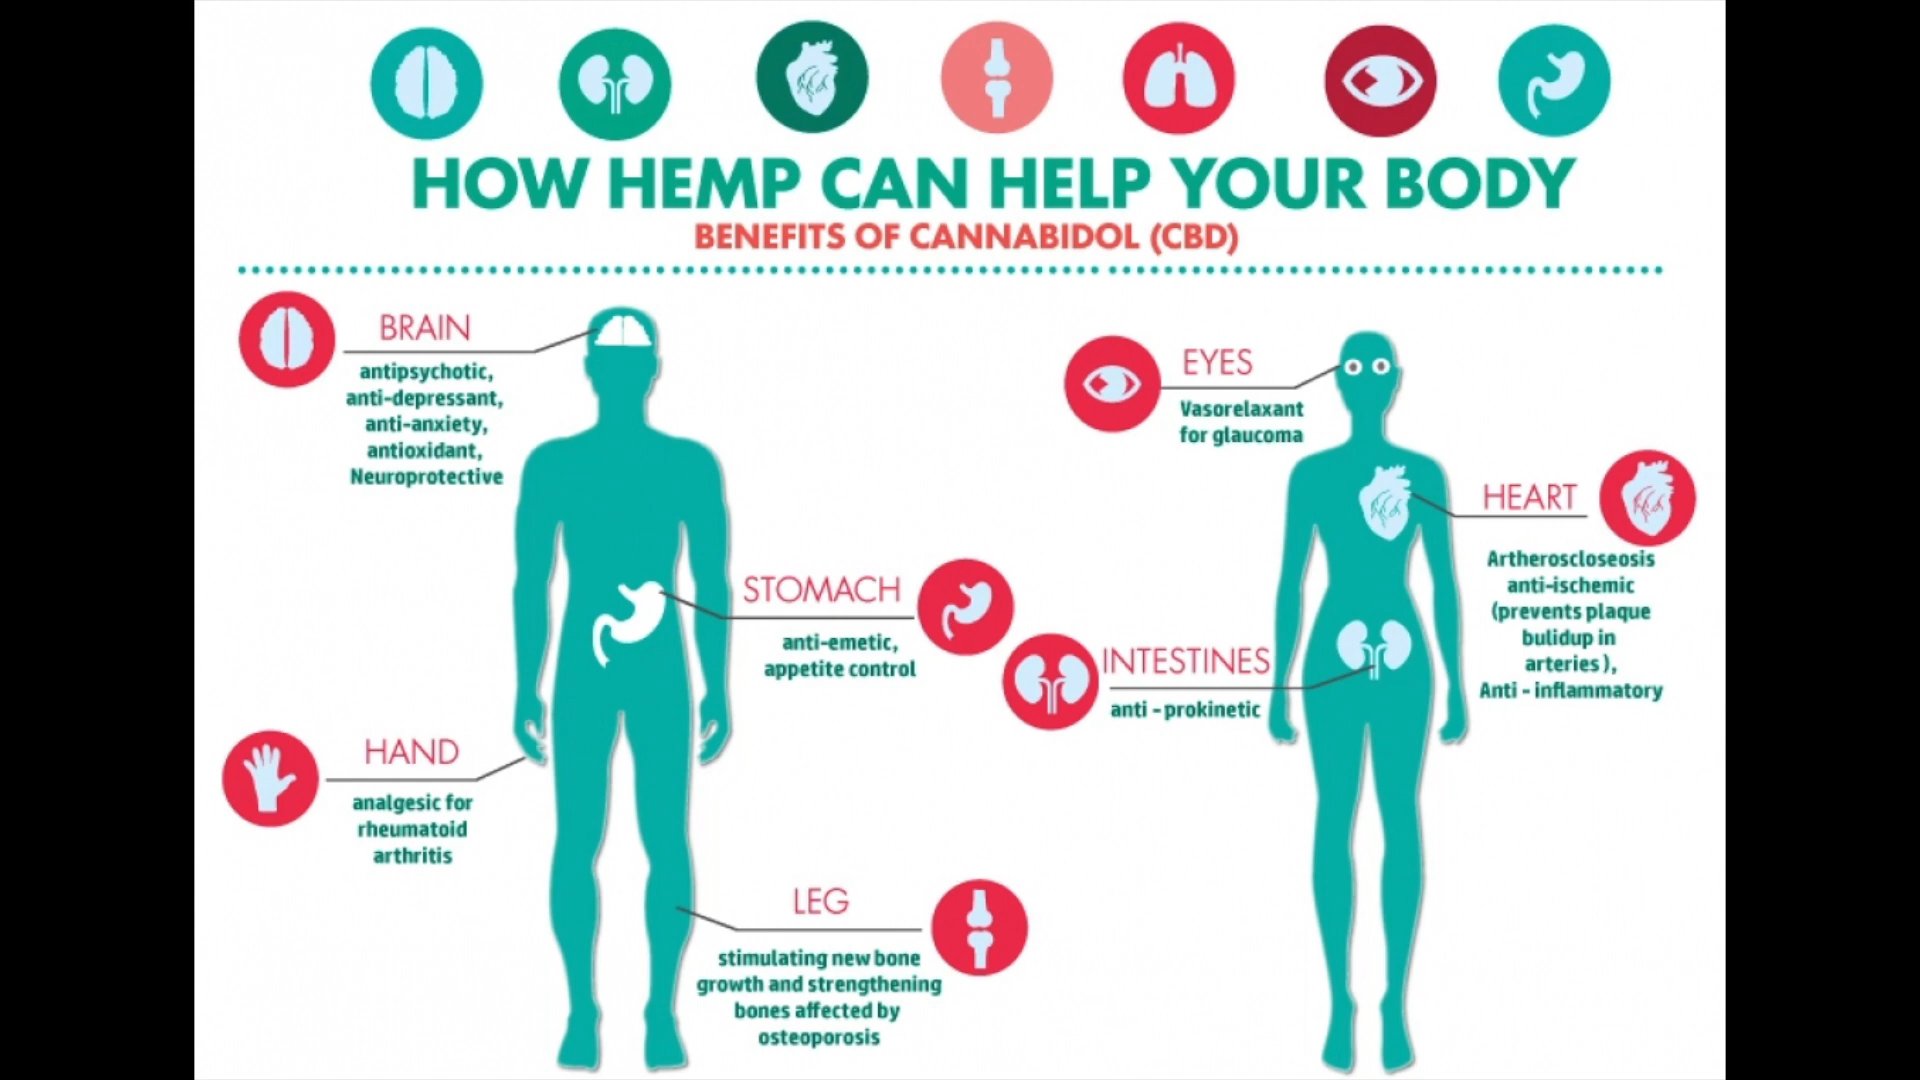 HOW HEMP CAN HELP YOUR BODY
BENEFITS OF CANNABIDOL (CBD)
BRAIN
antipsychotic,
anti-depressant,
anti-anxiety,
antioxidant,
Neuroprotective
STOMACH
anti-emetic,
appetite control
HAND
analgesic for
rheumatoid
arthritis
LEG
stimulating new bone
growth and strengthening
bones affected by
osteoporosis
EYES
Vasorelaxant
for glaucoma
HEART
Artheroscloseosis
anti-ischemic
(prevents plaque
bulidup in
arteries ),
Anti - inflammatory
INTESTINES
anti - prokinetic